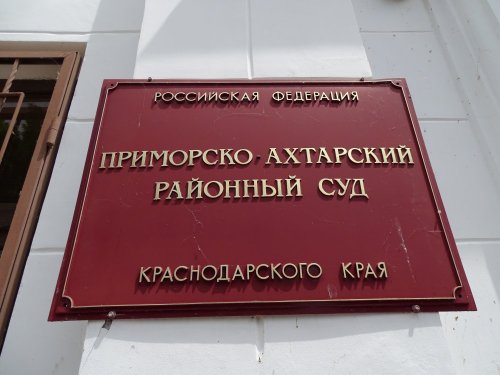 РОССИЙСКАЯ ФЕДЕРАЦИЯ
ПРИМОРСКО-АХТАРСКИЙ
РАЙОННЫЙ СУД
КРАСНОДАРСКОГО КРАЯ